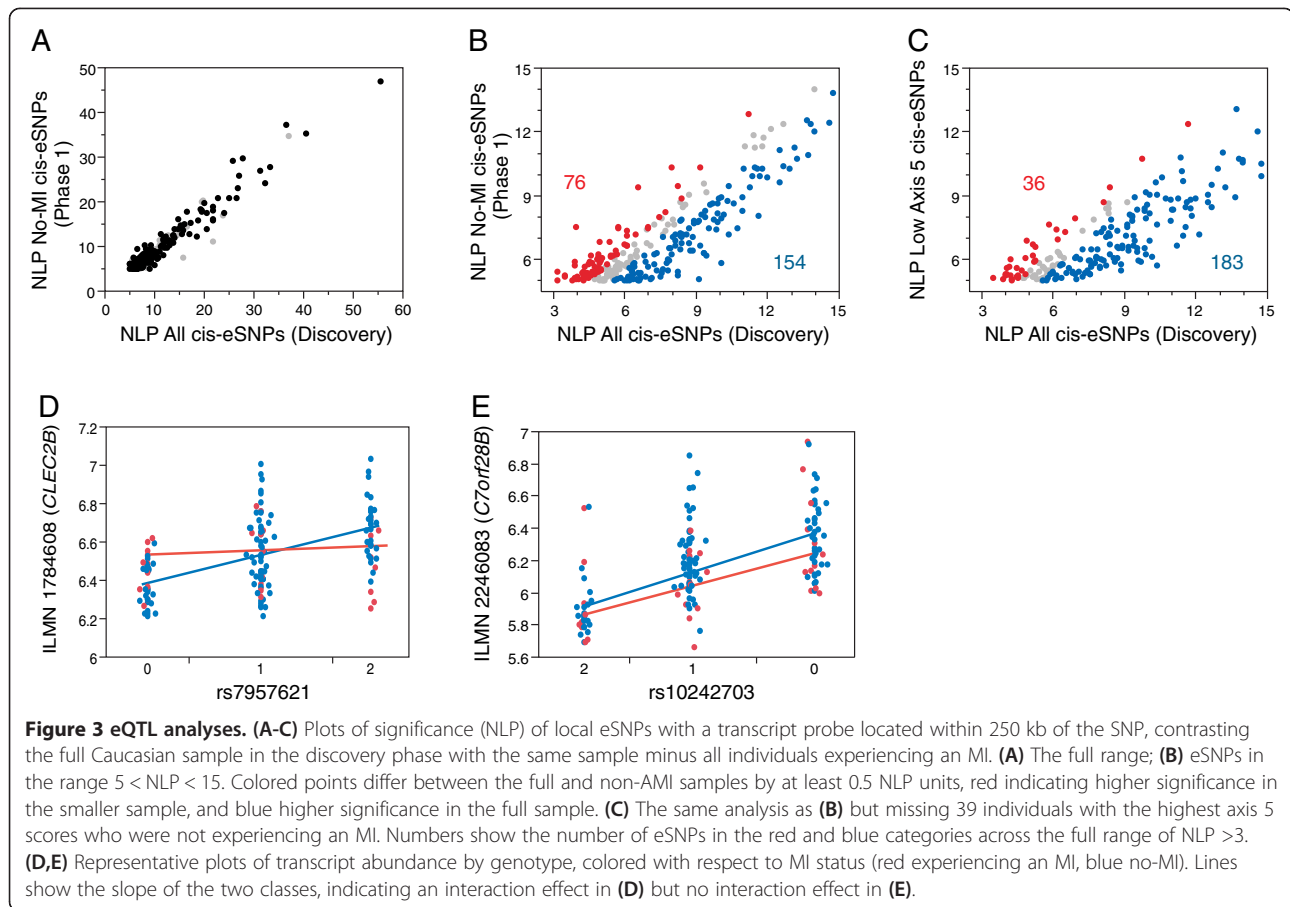 A
NLP No-MI cis-eSNPs
(Phase 1)
50
40
30
20
10
0
0 10 20 30 40 50 60
NLP All cis-eSNPs (Discovery)
B
NLP No-MI cis-eSNPs
(Phase 1)
15
12
9
6
76
154
3 6 9 12 15
NLP All cis-eSNPs (Discovery)
C
NLP Low Axis 5 cis-eSNPs
15
12
9
6
36
183
3 6 9 12 15
NLP All cis-eSNPs (Discovery)
D
ILMN 1784608 (CLEC2B)
7.2
7
6.8
6.6
6.4
6.2
6
0 1 2
rs7957621
E
ILMN 2246083 (C7orf28B)
7
6.8
6.6
6.4
6.2
6
5.8
5.6
2 1 0
rs10242703
Figure 3 eQTL analyses. (A-C) Plots of significance (NLP) of local eSNPs with a transcript probe located within 250 kb of the SNP, contrasting
the full Caucasian sample in the discovery phase with the same sample minus all individuals experiencing an MI. (A) The full range; (B) eSNPs in
the range 5 < NLP < 15. Colored points differ between the full and non-AMI samples by at least 0.5 NLP units, red indicating higher significance in
the smaller sample, and blue higher significance in the full sample. (C) The same analysis as (B) but missing 39 individuals with the highest axis 5
scores who were not experiencing an MI. Numbers show the number of eSNPs in the red and blue categories across the full range of NLP >3.
(D,E) Representative plots of transcript abundance by genotype, colored with respect to MI status (red experiencing an MI, blue no-MI). Lines
show the slope of the two classes, indicating an interaction effect in (D) but no interaction effect in (E).